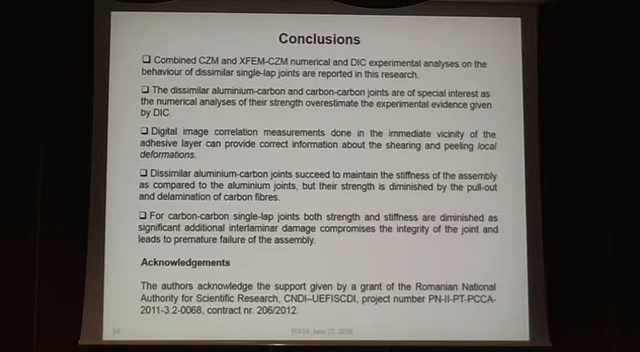 Conclusions
❑ Combined CZM and XFEM-CZM numerical and DIC experimental analyses on the
behaviour of dissimilar single-lap joints are reported in this research.
❑ The dissimilar aluminium-carbon and carbon-carbon joints are of special interest as
the numerical analyses of their strength overestimate the experimental evidence given
by DIC.
❑ Digital image correlation measurements done in the immediate vicinity of the
adhesive layer can provide correct information about the shearing and peeling local
deformations.
❑ Dissimilar aluminium-carbon joints succeed to maintain the stiffness of the assembly
as compared to the aluminium joints, but their strength is diminished by the pull-out
and delamination of carbon fibres.
❑ For carbon-carbon single-lap joints both strength and stiffness are diminished as
significant additional interlaminar damage compromises the integrity of the joint and
leads to premature failure of the assembly.
Acknowledgements
The authors acknowledge the support given by a grant of the Romanian National
Authority for Scientific Research, CNDI–UEFISCDI, project number PN-II-PT-PCCA-
2011-3.2-0068, contract nr. 206/2012.